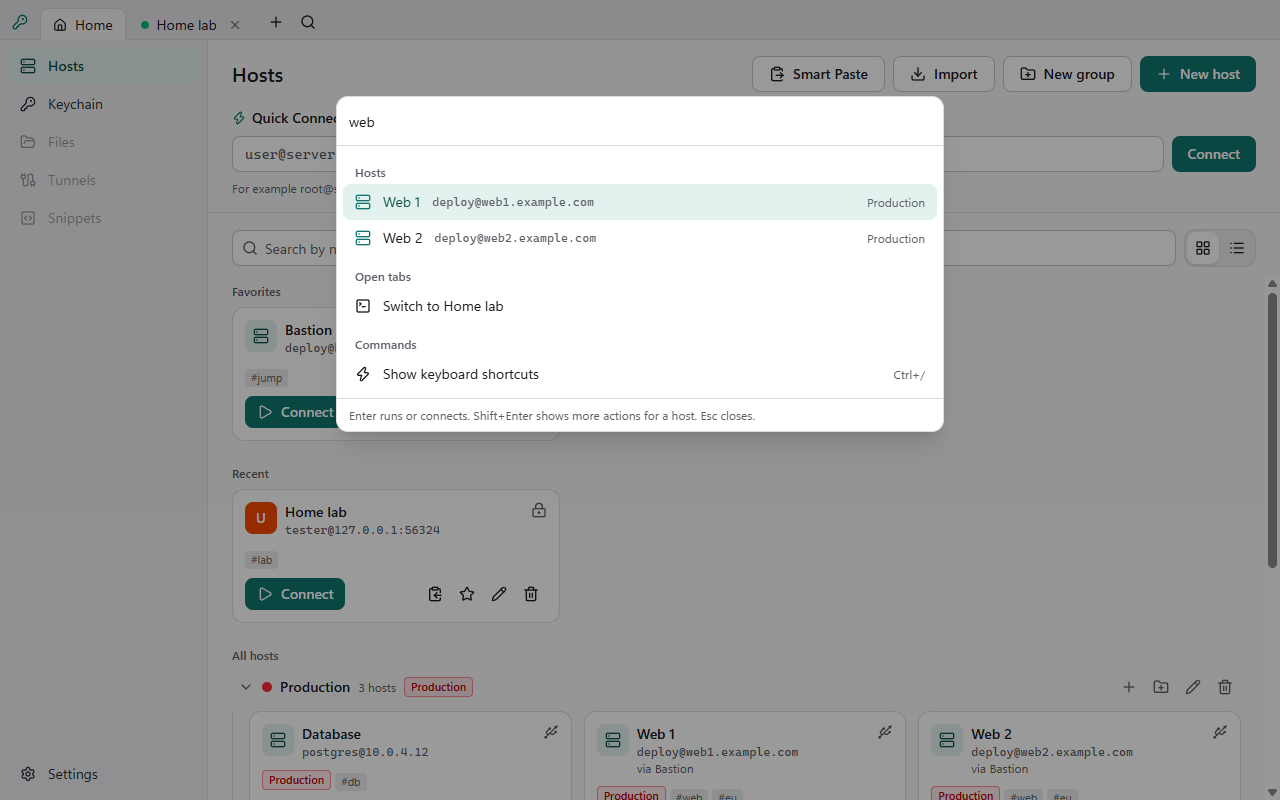 Home
Home lab
Hosts
Keychain
Files
Tunnels
Snippets
Settings
Hosts
Smart Paste
Import
New group
New host
Quick Connec
user@server
Connect
For example root@s
Search by n
web
Hosts
Web 1 deploy@web1.example.com Production
Web 2 deploy@web2.example.com Production
Open tabs
Switch to Home lab
Commands
Show keyboard shortcuts Ctrl+/
Enter runs or connects. Shift+Enter shows more actions for a host. Esc closes.
Favorites
Bastion
deploy@
#jump
Connect
Recent
U
Home lab
tester@127.0.0.1:56324
#lab
Connect
All hosts
Production 3 hosts Production
Database
postgres@10.0.4.12
Production #db
Web 1
deploy@web1.example.com
via Bastion
Production #web #eu
Web 2
deploy@web2.example.com
via Bastion
Production #web #eu